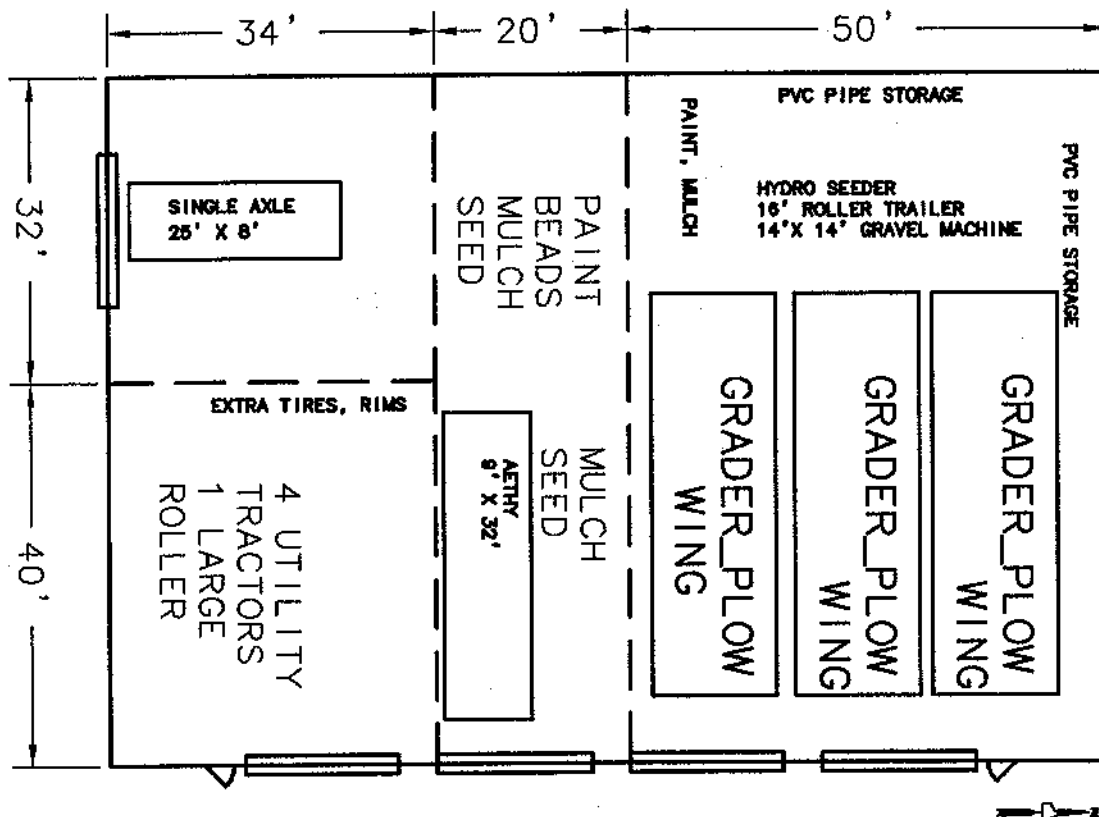 34'
20'
50'
32'
40'
SINGLE AXLE
25' X 8'
EXTRA TIRES, RIMS
4 UTILITY
TRACTORS
1 LARGE
ROLLER
PAINT
BEADS
MULCH
SEED
MULCH
SEED
AETHY
9' X 32'
PAINT, MULCH
PVC PIPE STORAGE
PVC PIPE STORAGE
HYDRO SEEDER
16' ROLLER TRAILER
14'X 14' GRAVEL MACHINE
GRADER_PLOW
WING
GRADER_PLOW
WING
GRADER_PLOW
WING